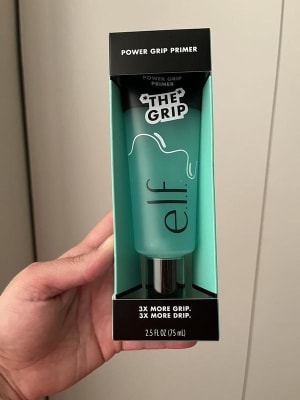 POWER GRIP PRIMER
POWER GRIP
PRIMER
"THE
GRIP"
e.l.f.
3X MORE GRIP.
3X MORE DRIP.
2.5 FL OZ (75 mL)